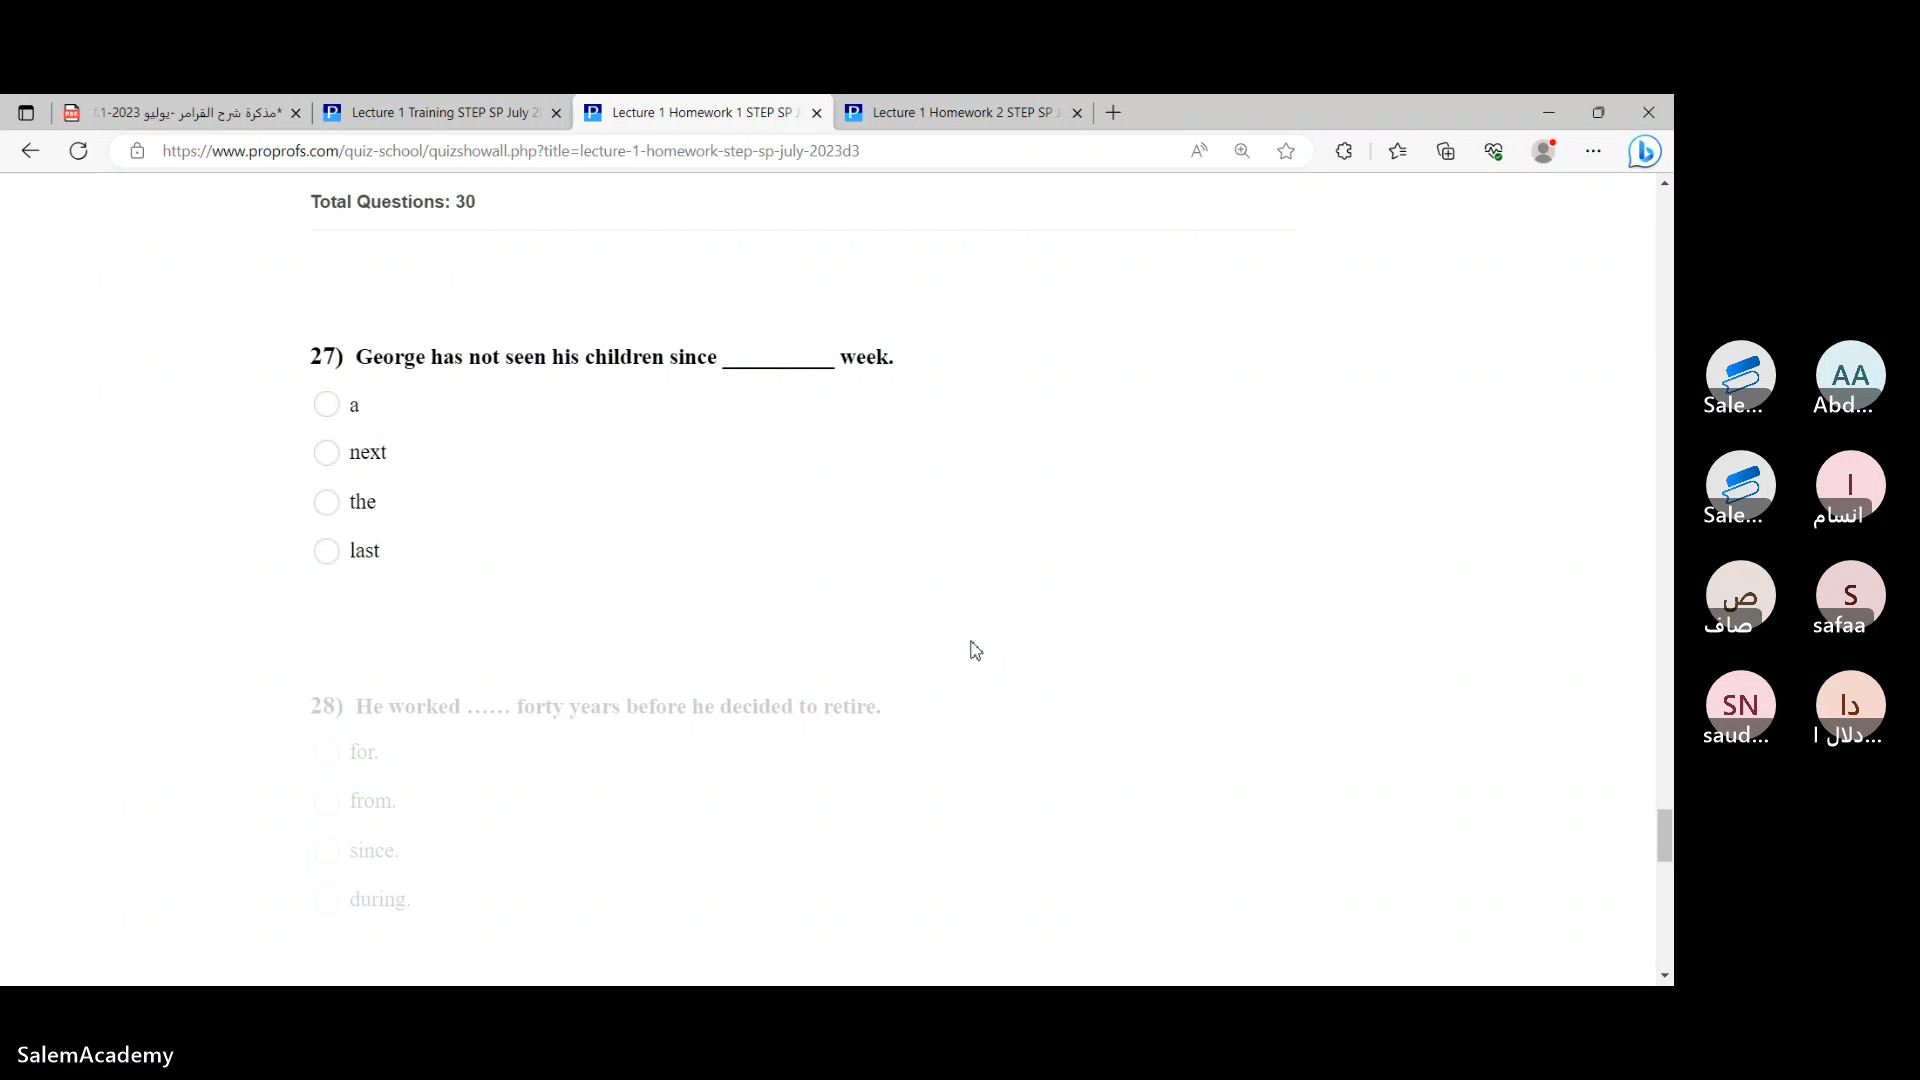 مذكرة شرح القرامر -يوليو 2023-1*
Lecture 1 Training STEP SP July 2
Lecture 1 Homework 1 STEP SP J
Lecture 1 Homework 2 STEP SP J
https://www.proprofs.com/quiz-school/quizshowall.php?title=lecture-1-homework-step-sp-july-2023d3
Total Questions: 30
27) George has not seen his children since __________ week.
a
next
the
last
28) He worked …… forty years before he decided to retire.
for.
from.
since.
during.
Sale...
AA
Abd...
Sale...
ا
انسام
ص
صاف
S
safaa
SN
saud...
دا
دلال ا...
SalemAcademy